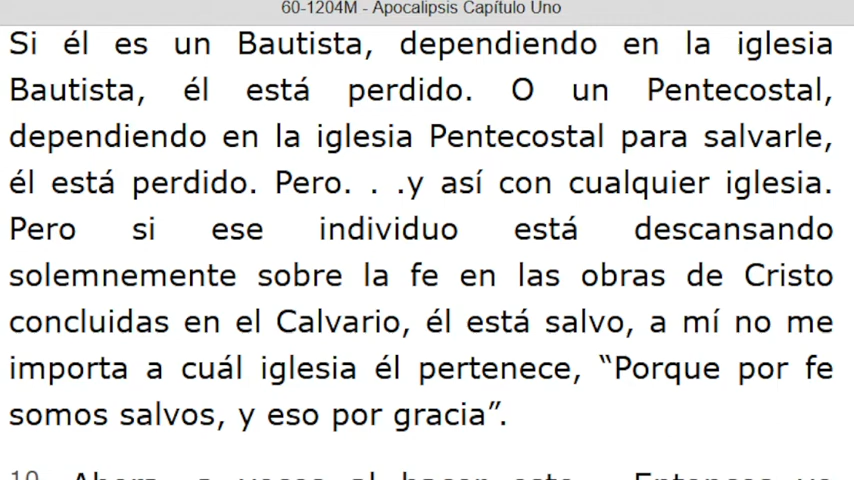 60-1204M - Apocalipsis Capítulo Uno
Si él es un Bautista, dependiendo en la iglesia
Bautista, él está perdido. O un Pentecostal,
dependiendo en la iglesia Pentecostal para salvarle,
él está perdido. Pero. . .y así con cualquier iglesia.
Pero si ese individuo está descansando
solemnemente sobre la fe en las obras de Cristo
concluidas en el Calvario, él está salvo, a mí no me
importa a cuál iglesia él pertenece, “Porque por fe
somos salvos, y eso por gracia”.